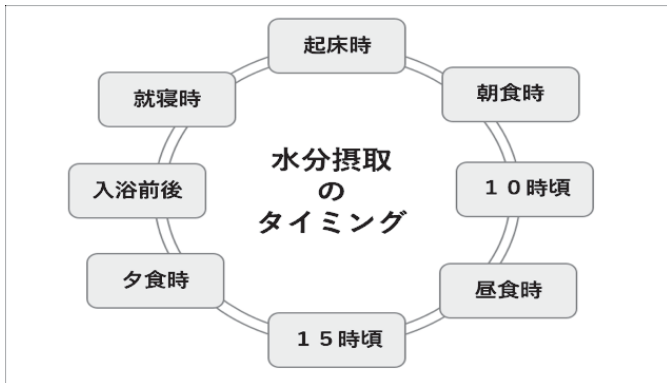 水分摂取
の
タイミング
起床時
朝食時
１０時頃
昼食時
１５時頃
夕食時
入浴前後
就寝時